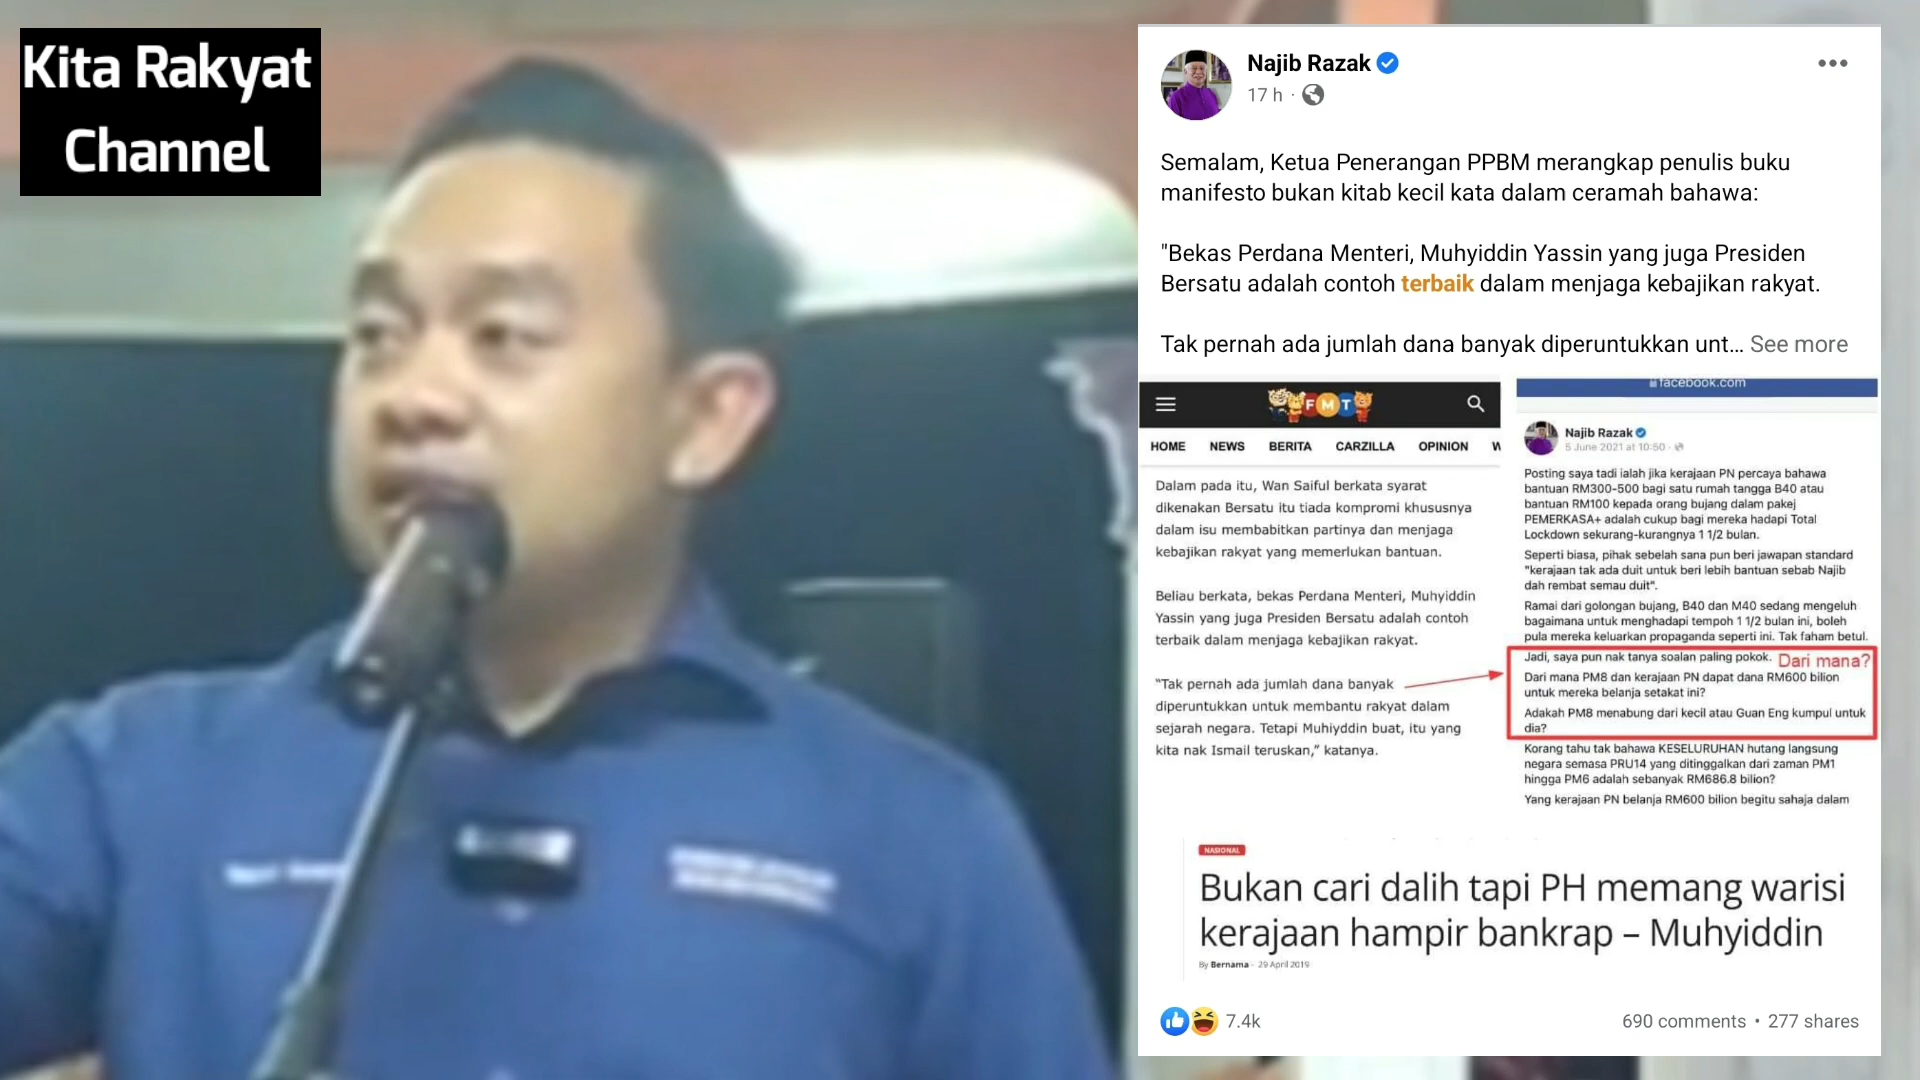 Kita Rakyat
Channel
Najib Razak
17 h ·
Semalam, Ketua Penerangan PPBM merangkap penulis buku
manifesto bukan kitab kecil kata dalam ceramah bahawa:
"Bekas Perdana Menteri, Muhyiddin Yassin yang juga Presiden
Bersatu adalah contoh terbaik dalam menjaga kebajikan rakyat.
Tak pernah ada jumlah dana banyak diperuntukkan unt... See more
FMT
HOME NEWS BERITA CARZILLA OPINION W
Dalam pada itu, Wan Saiful berkata syarat
dikenakan Bersatu itu tiada kompromi khususnya
dalam isu membabitkan partinya dan menjaga
kebajikan rakyat yang memerlukan bantuan.
Beliau berkata, bekas Perdana Menteri, Muhyiddin
Yassin yang juga Presiden Bersatu adalah contoh
terbaik dalam menjaga kebajikan rakyat.
"Tak pernah ada jumlah dana banyak
diperuntukkan untuk membantu rakyat dalam
sejarah negara. Tetapi Muhiyddin buat, itu yang
kita nak Ismail teruskan," katanya.
facebook.com
Najib Razak
5 June 2021 at 10:50 ·
Posting saya tadi ialah jika kerajaan PN percaya bahawa
bantuan RM300-500 bagi satu rumah tangga B40 atau
bantuan RM100 kepada orang bujang dalam pakej
PEMERKASA+ adalah cukup bagi mereka hadapi Total
Lockdown sekurang-kurangnya 1 1/2 bulan.
Seperti biasa, pihak sebelah sana pun beri jawapan standard
"kerajaan tak ada duit untuk beri lebih bantuan sebab Najib
dah rembat semau duit".
Ramai dari golongan bujang, B40 dan M40 sedang mengeluh
bagaimana untuk menghadapi tempoh 1 1/2 bulan ini, boleh
pula mereka keluarkan propaganda seperti ini. Tak faham betul.
Jadi, saya pun nak tanya soalan paling pokok. Dari mana?
Dari mana PM8 dan kerajaan PN dapat dana RM600 bilion
untuk mereka belanja setakat ini?
Adakah PM8 menabung dari kecil atau Guan Eng kumpul untuk
dia?
Korang tahu tak bahawa KESELURUHAN hutang langsung
negara semasa PRU14 yang ditinggalkan dari zaman PM1
hingga PM6 adalah sebanyak RM686.8 bilion?
Yang kerajaan PN belanja RM600 bilion begitu sahaja dalam
NASIONAL
Bukan cari dalih tapi PH memang warisi
kerajaan hampir bankrap – Muhyiddin
By Bernama - 29 April 2019
7.4k
690 comments • 277 shares